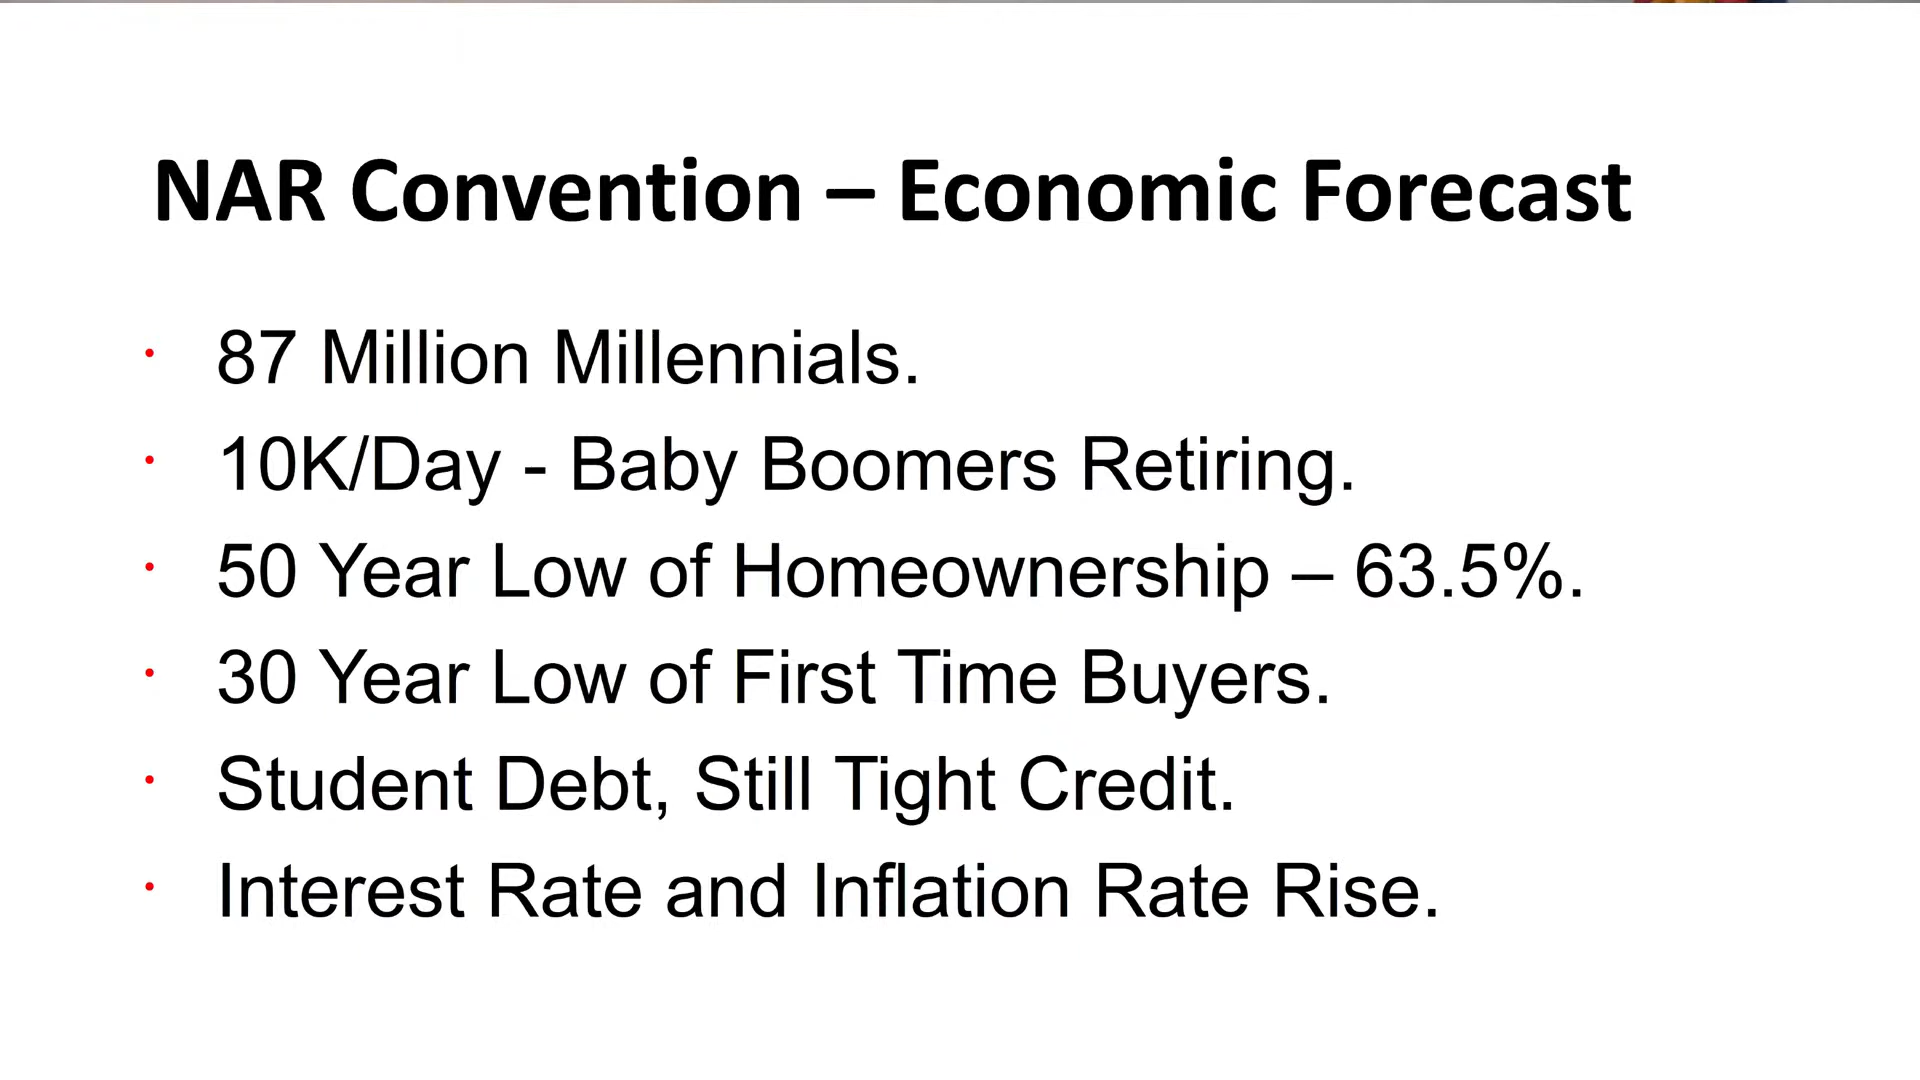 NAR Convention – Economic Forecast
· 87 Million Millennials.
· 10K/Day - Baby Boomers Retiring.
· 50 Year Low of Homeownership – 63.5%.
· 30 Year Low of First Time Buyers.
· Student Debt, Still Tight Credit.
· Interest Rate and Inflation Rate Rise.